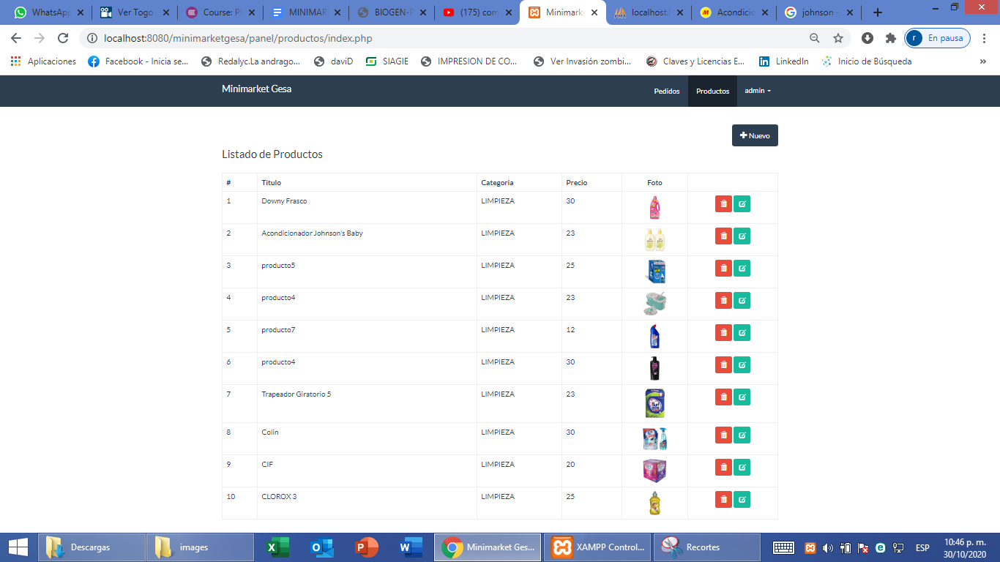 WhatsApp
Ver Togo
Course: P
MINIMAR
BIOGEN-
(175) com
Minimark
localhost:
Acondicio
johnson -
localhost:8080/minimarketgesa/panel/productos/index.php
r En pausa
Aplicaciones
Facebook - Inicia se...
Redalyc.La andrago...
daviD
SIAGIE
IMPRESION DE CO...
Ver Invasión zombi...
Claves y Licencias E...
LinkedIn
Inicio de Búsqueda
»
Minimarket Gesa
Pedidos
Productos
admin
Nuevo
Listado de Productos
# Titulo Categoria Precio Foto
1 Downy Frasco LIMPIEZA 30
2 Acondicionador Johnson's Baby LIMPIEZA 23
3 producto5 LIMPIEZA 25
4 producto4 LIMPIEZA 23
5 producto7 LIMPIEZA 12
6 producto4 LIMPIEZA 30
7 Trapeador Giratorio 5 LIMPIEZA 23
8 Colin LIMPIEZA 30
9 CIF LIMPIEZA 20
10 CLOROX 3 LIMPIEZA 25
Descargas
images
Minimarket Ges...
XAMPP Control...
Recortes
ESP
10:46 p. m.
30/10/2020